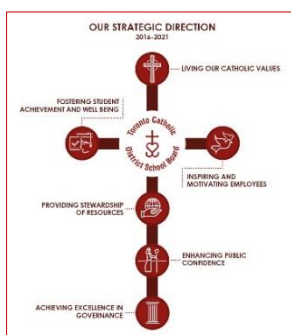 OUR STRATEGIC DIRECTION
2016-2021
LIVING OUR CATHOLIC VALUES
FOSTERING STUDENT
ACHIEVEMENT AND WELL BEING
Toronto Catholic
District School Board
INSPIRING AND
MOTIVATING EMPLOYEES
PROVIDING STEWARDSHIP
OF RESOURCES
ENHANCING PUBLIC
CONFIDENCE
ACHIEVING EXCELLENCE IN
GOVERNANCE